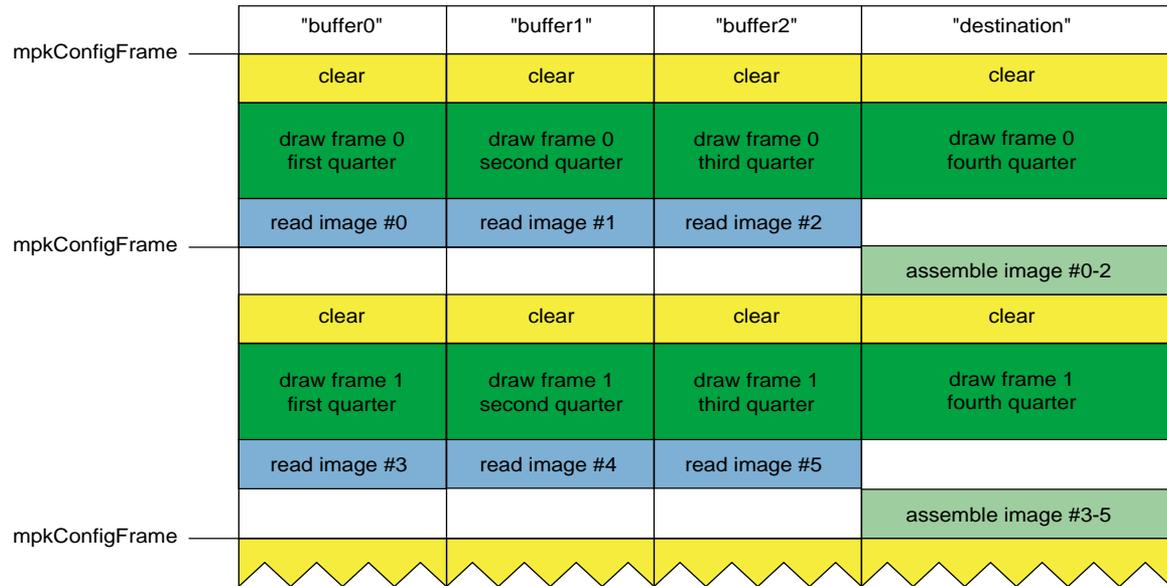 "buffer0" "buffer1" "buffer2" "destination"
mpkConfigFrame
clear clear clear clear
draw frame 0 draw frame 0 draw frame 0 draw frame 0
first quarter second quarter third quarter fourth quarter
read image #0 read image #1 read image #2
mpkConfigFrame
assemble image #0-2
clear clear clear clear
draw frame 1 draw frame 1 draw frame 1 draw frame 1
first quarter second quarter third quarter fourth quarter
read image #3 read image #4 read image #5
assemble image #3-5
mpkConfigFrame